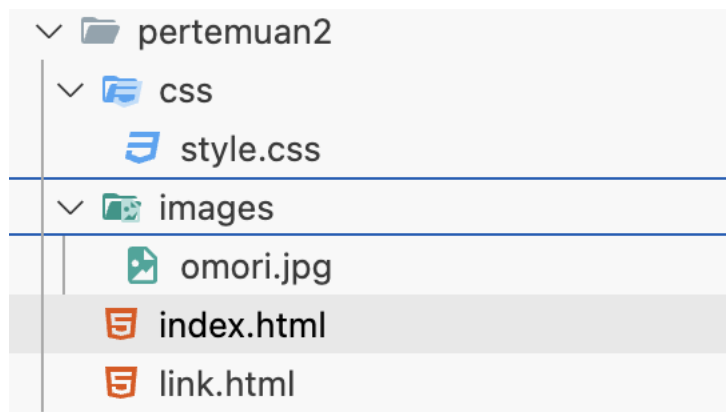 pertemuan2
css
style.css
images
omori.jpg
index.html
link.html